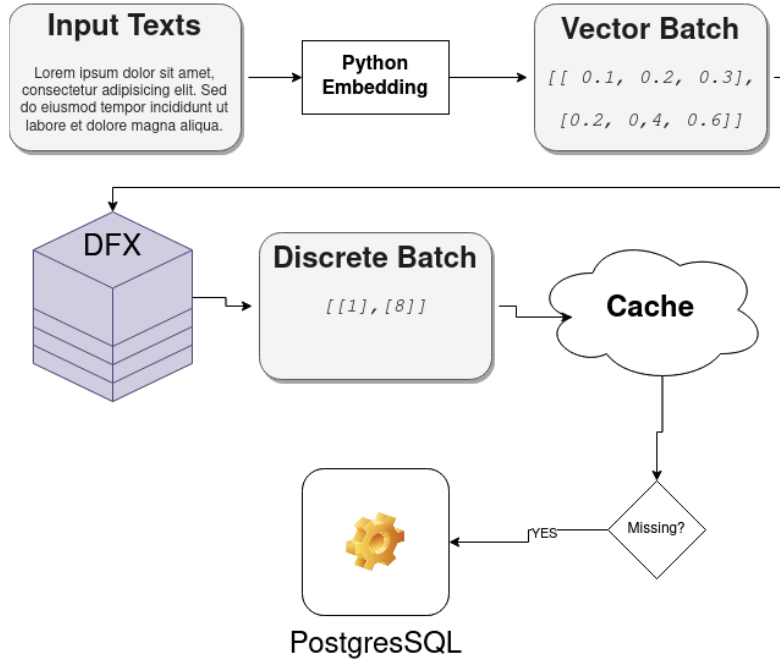 Input Texts
Lorem ipsum dolor sit amet,
consectetur adipisicing elit. Sed
do eiusmod tempor incididunt ut
labore et dolore magna aliqua.
Python
Embedding
Vector Batch
[[ 0.1, 0.2, 0.3],
[0.2, 0,4, 0.6]]
DFX
Discrete Batch
[[1],[8]]
Cache
Missing?
YES
PostgresSQL